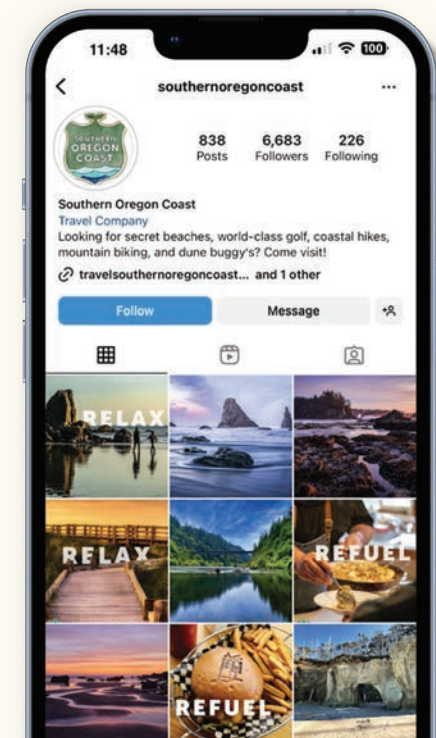 11:48
100
southernoregoncoast
...
SOUTHERN
OREGON
COAST
838 6,683 226
Posts Followers Following
Southern Oregon Coast
Travel Company
Looking for secret beaches, world-class golf, coastal hikes,
mountain biking, and dune buggy's? Come visit!
travelsouthernoregoncoast... and 1 other
Follow Message
RELAX
RELAX REFUEL
REFUEL